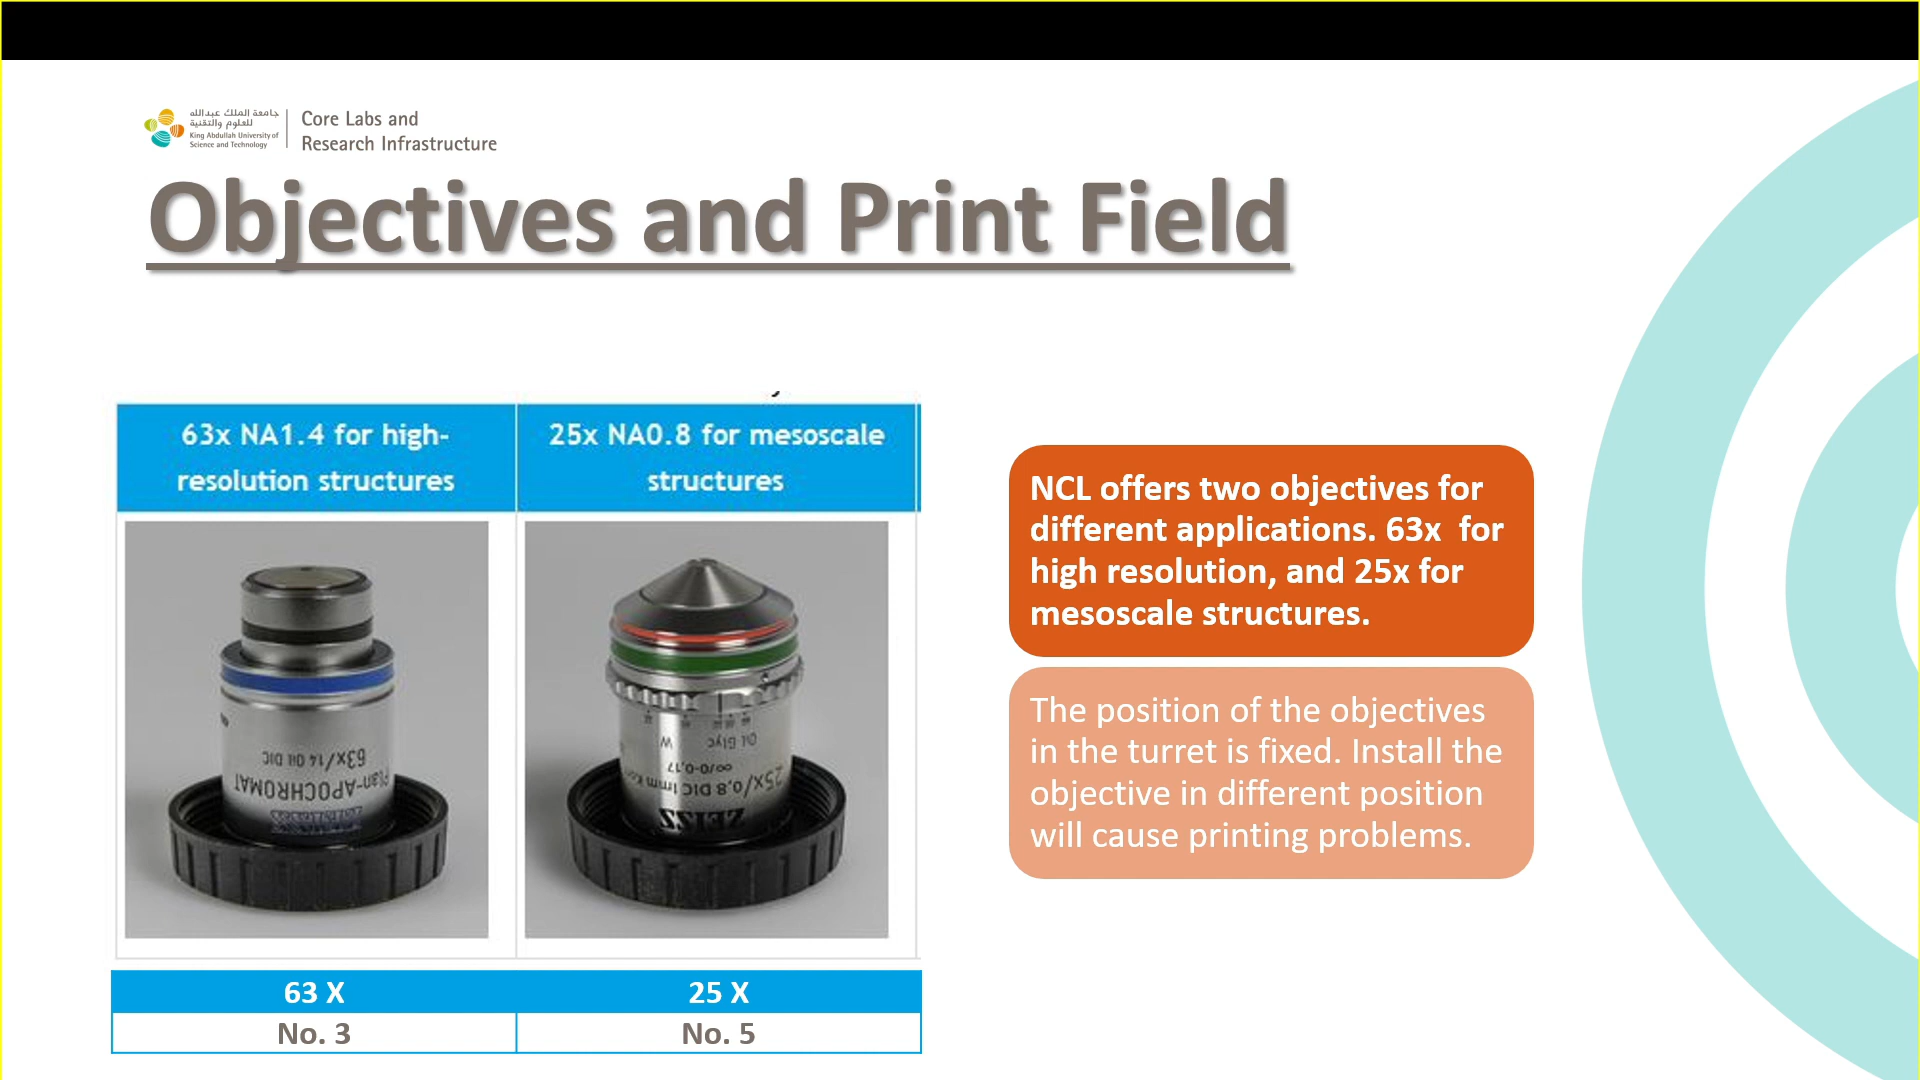 جامعة الملك عبدالله
للعلوم والتقنية
King Abdullah University of
Science and Technology
Core Labs and
Research Infrastructure
Objectives and Print Field
63x NA1.4 for high-
resolution structures
25x NA0.8 for mesoscale
structures
Plan-APOCHROMAT
63x/1.4 Oil DIC
ZEISS
25x/0,8 DIC
∞/0-0,17
W
Oil Glyc
63 X
25 X
No. 3
No. 5
NCL offers two objectives for
different applications. 63x  for
high resolution, and 25x for
mesoscale structures.
The position of the objectives
in the turret is fixed. Install the
objective in different position
will cause printing problems.